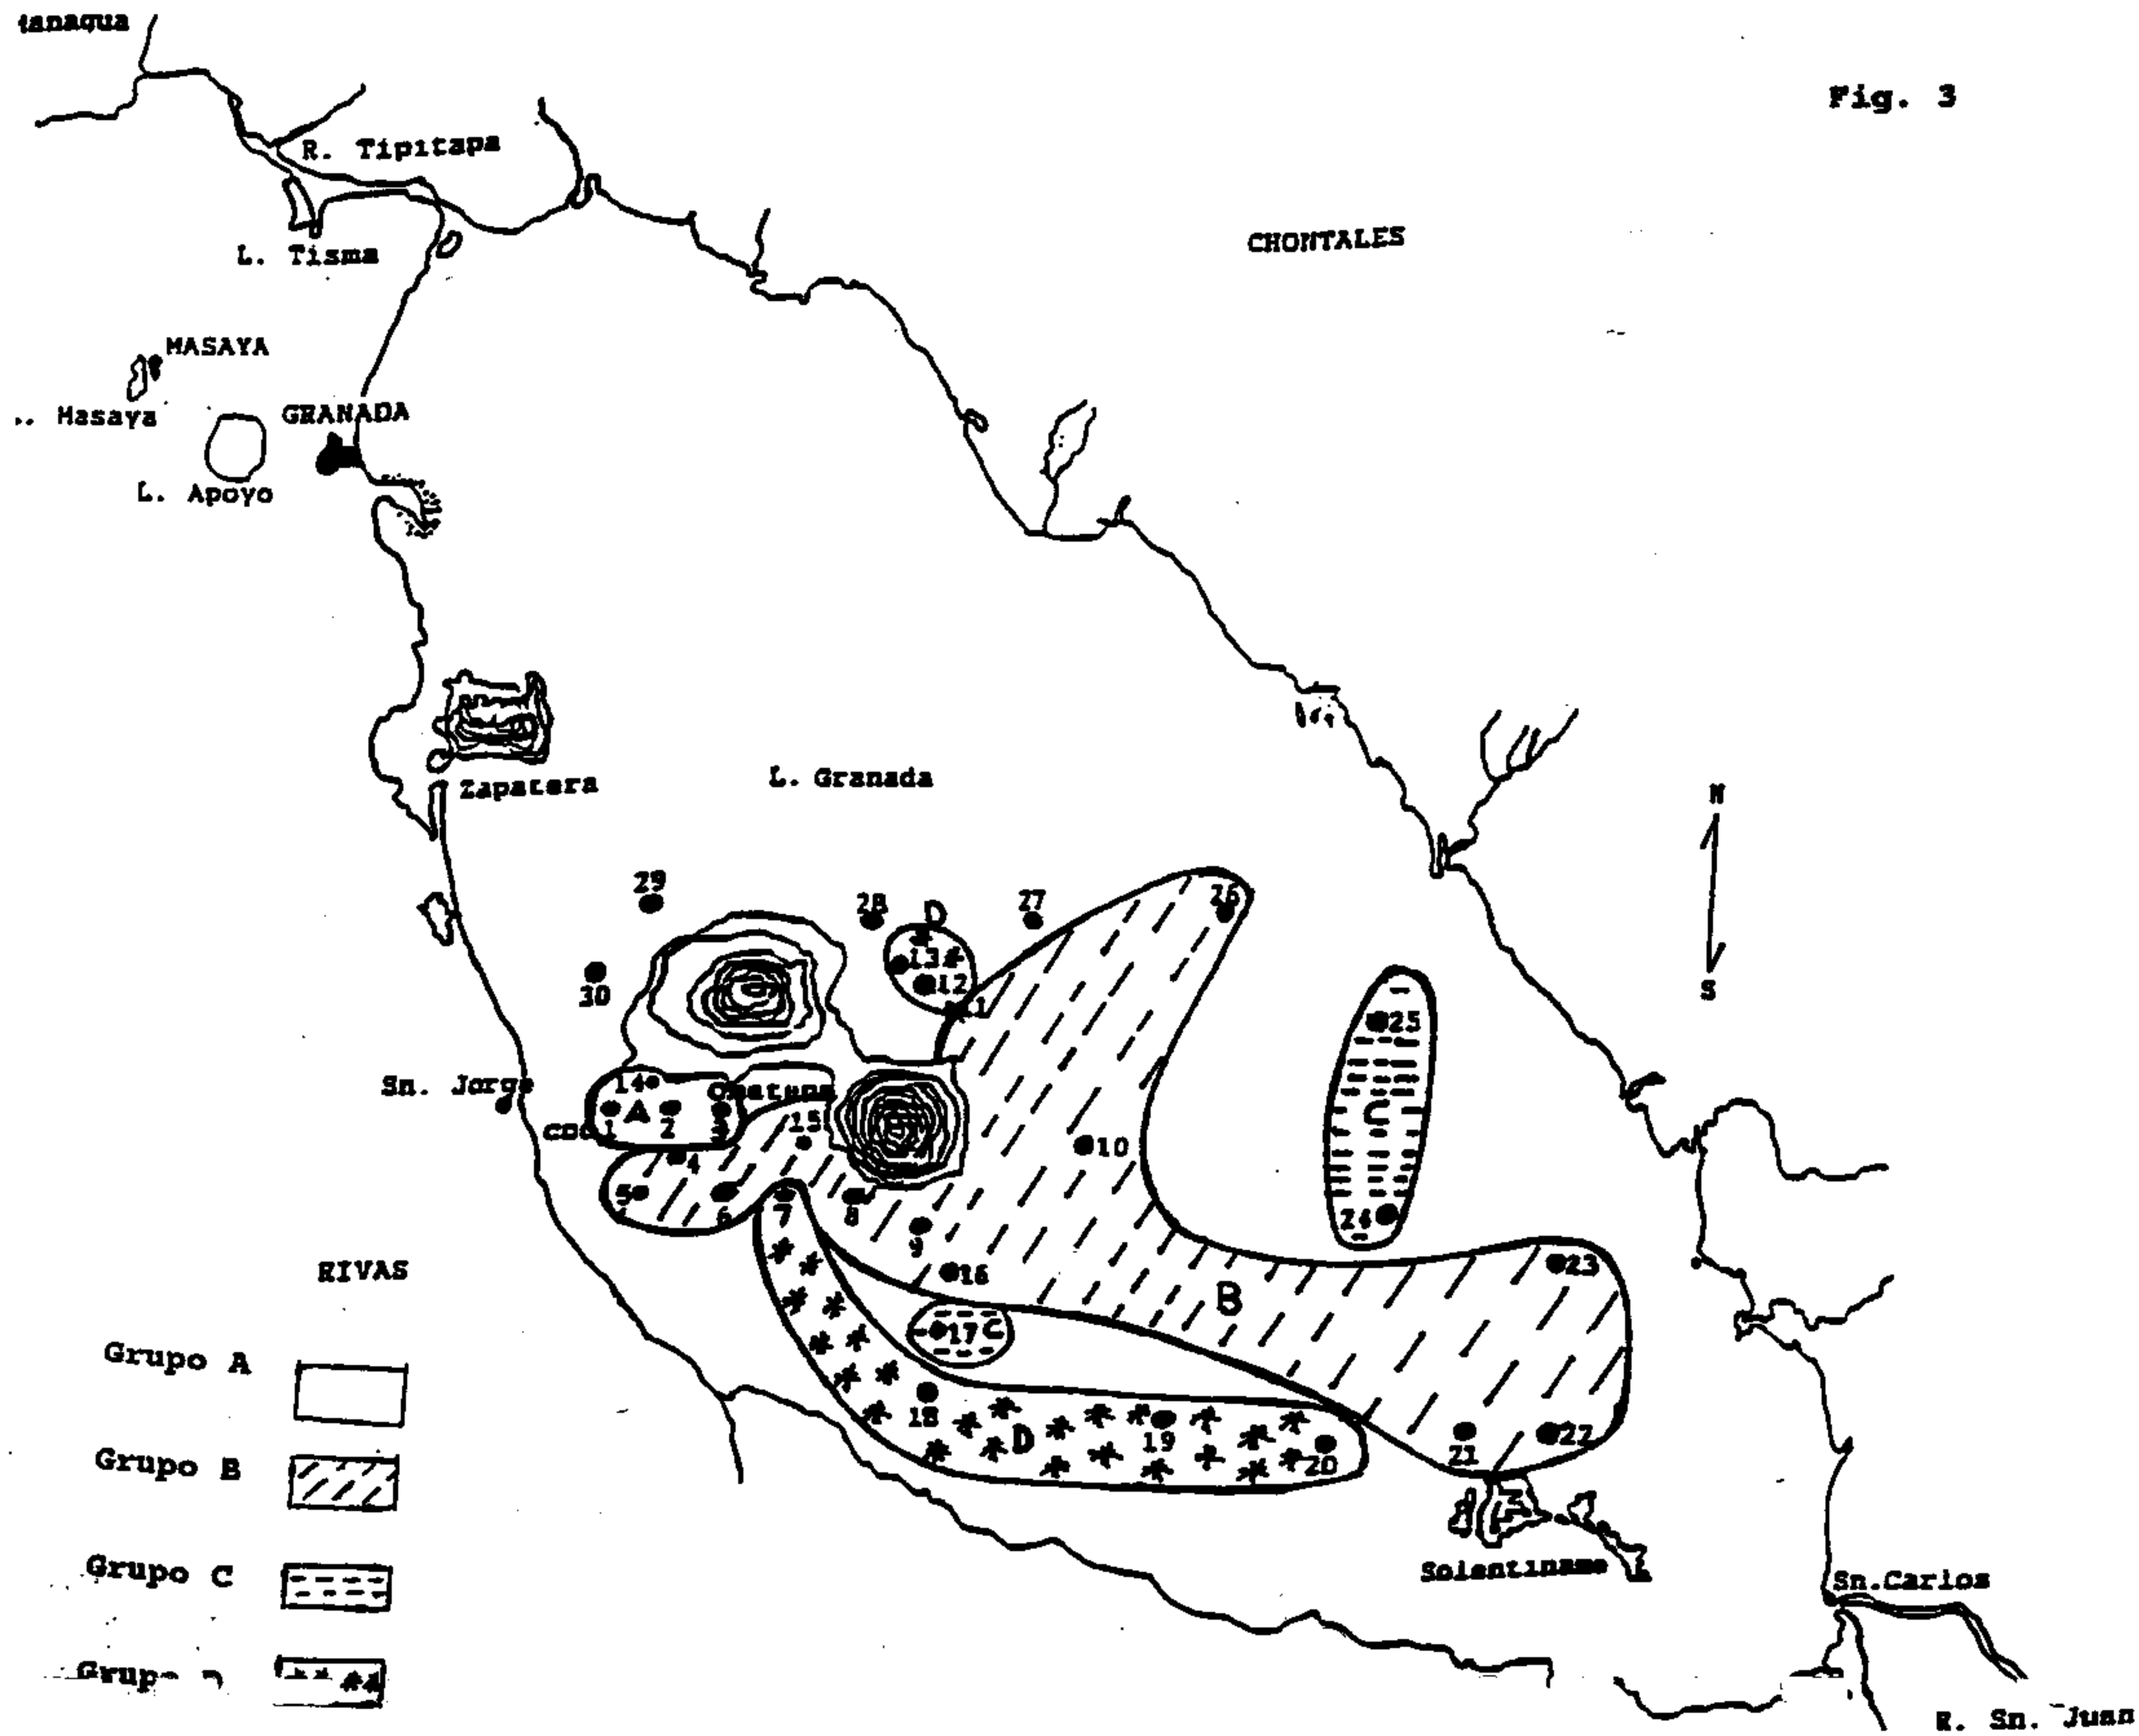 Fig. 3
R. Tipitapa
CHONTALES
L. Tisma
MASAYA
Masaya
GRANADA
L. Apoyo
Zapatera
L. Granada
N
S
29
28
D
27
26
13
12
30
25
Sn. Jorge
14
A
1
2
3
15
C
4
10
5
6
7
8
24
9
16
23
B
17 C
RIVAS
18
D
19
20
21
22
Grupo A
Grupo B
Grupo C
Solentiname
Sn.Carlos
R. Sn. Juan